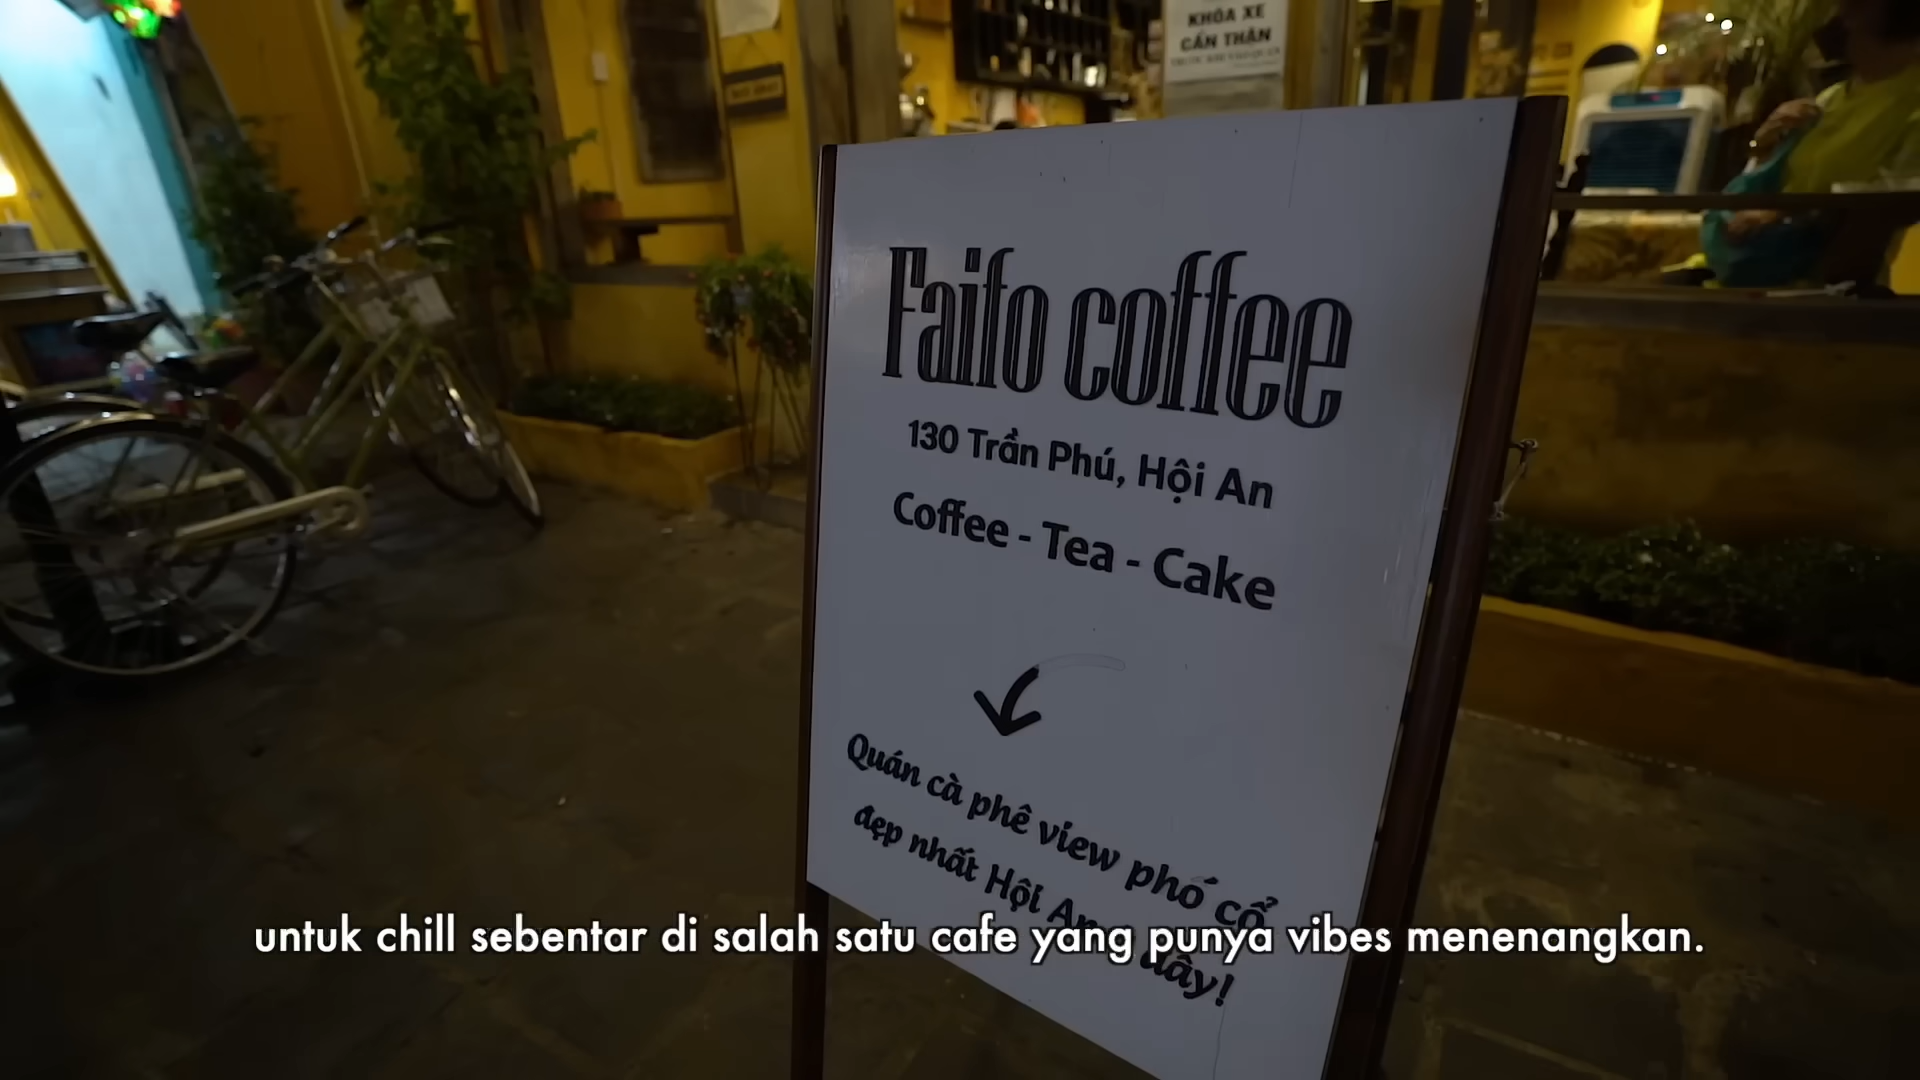 KHÓA XE
CẨN THẬN
Faifo coffee
130 Trần Phú, Hội An
Coffee - Tea - Cake
Quán cà phê view phố cổ
đẹp nhất Hội An đây!
untuk chill sebentar di salah satu cafe yang punya vibes menenangkan.